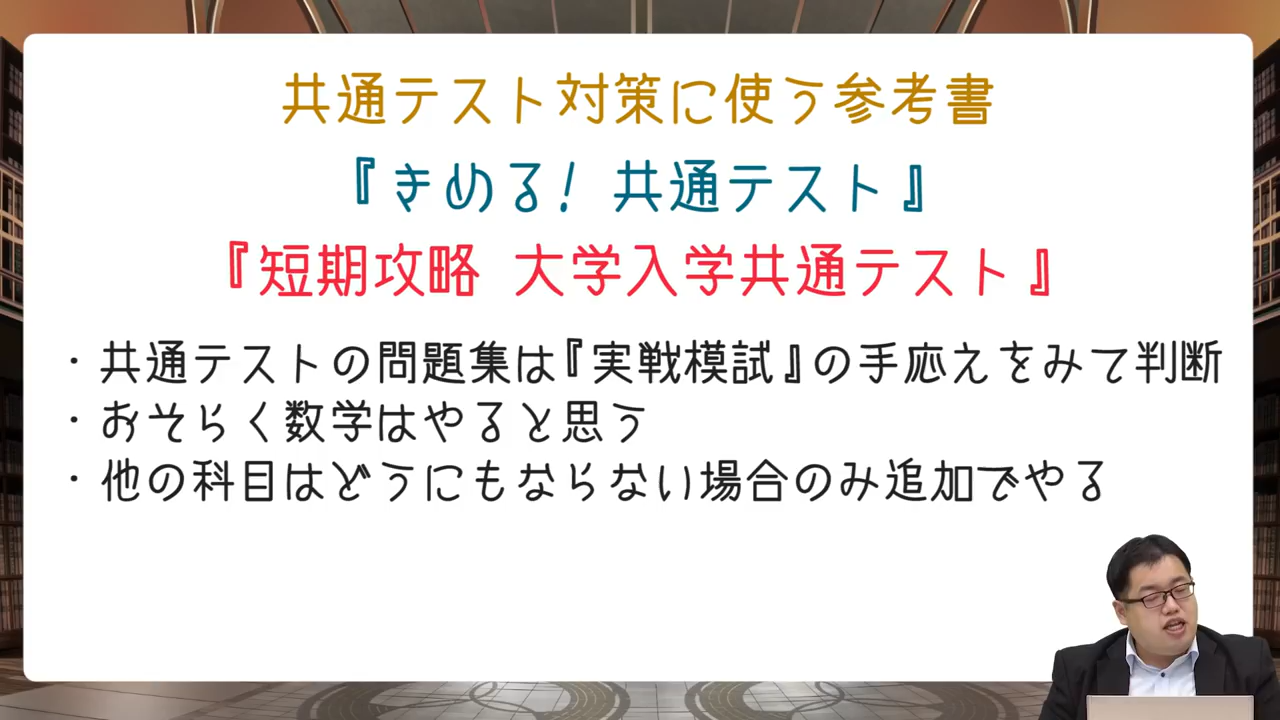 共通テスト対策に使う参考書
『きめる! 共通テスト』
『短期攻略 大学入学共通テスト』
・共通テストの問題集は『実戦模試』の手応えをみて判断
・おそらく数学はやると思う
・他の科目はどうにもならない場合のみ追加でやる